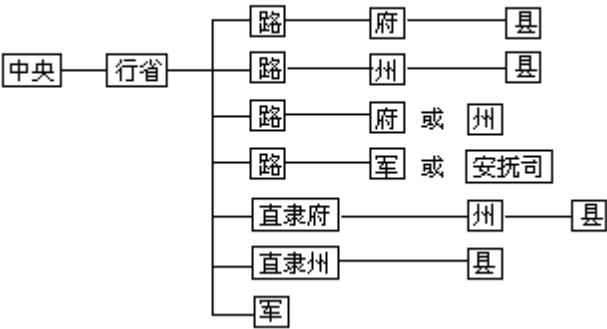 路 府 县
中央 行省 路 州 县
路 府 或 州
路 军 或 安抚司
直隶府 州 县
直隶州 县
军